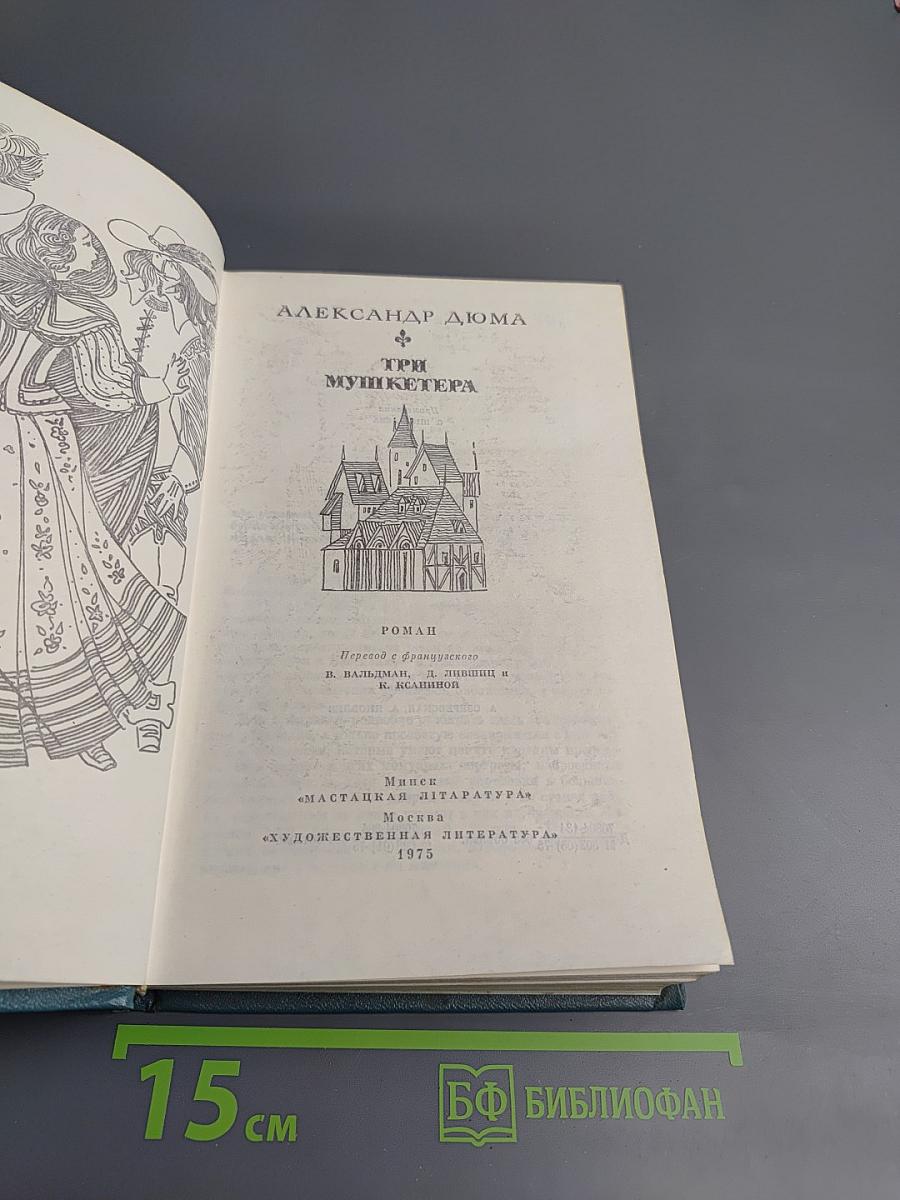 АЛЕКСАНДР ДЮМА
ТРИ
МУШКЕТЕРА
РОМАН
Перевод с французского
В. ВАЛЬДМАН, Д. ЛИВШИЦ и
К. КСАНИНОЙ
Минск
«МАСТАЦКАЯ ЛІТАРАТУРА»
Москва
«ХУДОЖЕСТВЕННАЯ ЛИТЕРАТУРА»
1975
15 см
БФ БИБЛИОФАН